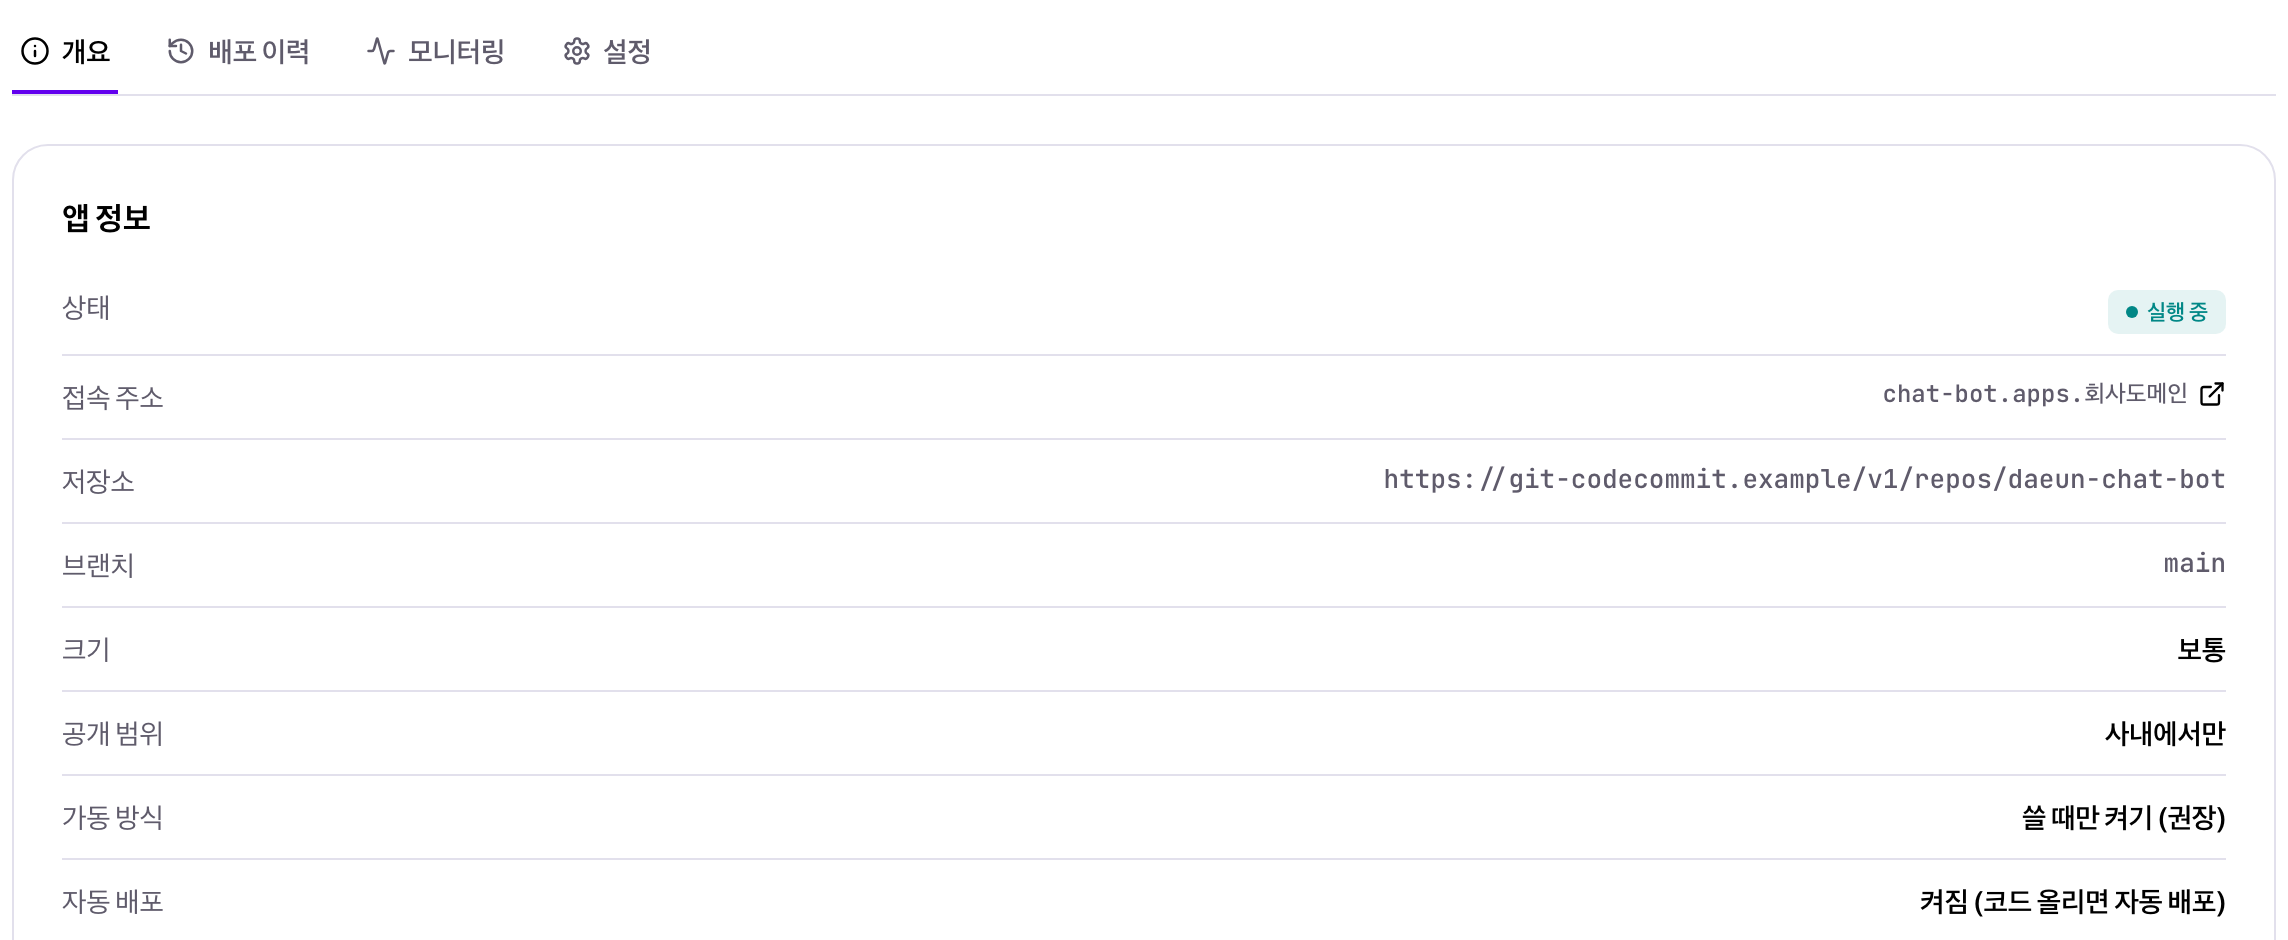 개요 배포 이력 모니터링 설정
앱 정보
상태 실행 중
접속 주소 chat-bot.apps.회사도메인
저장소 https://git-codecommit.example/v1/repos/daeun-chat-bot
브랜치 main
크기 보통
공개 범위 사내에서만
가동 방식 쓸 때만 켜기 (권장)
자동 배포 켜짐 (코드 올리면 자동 배포)